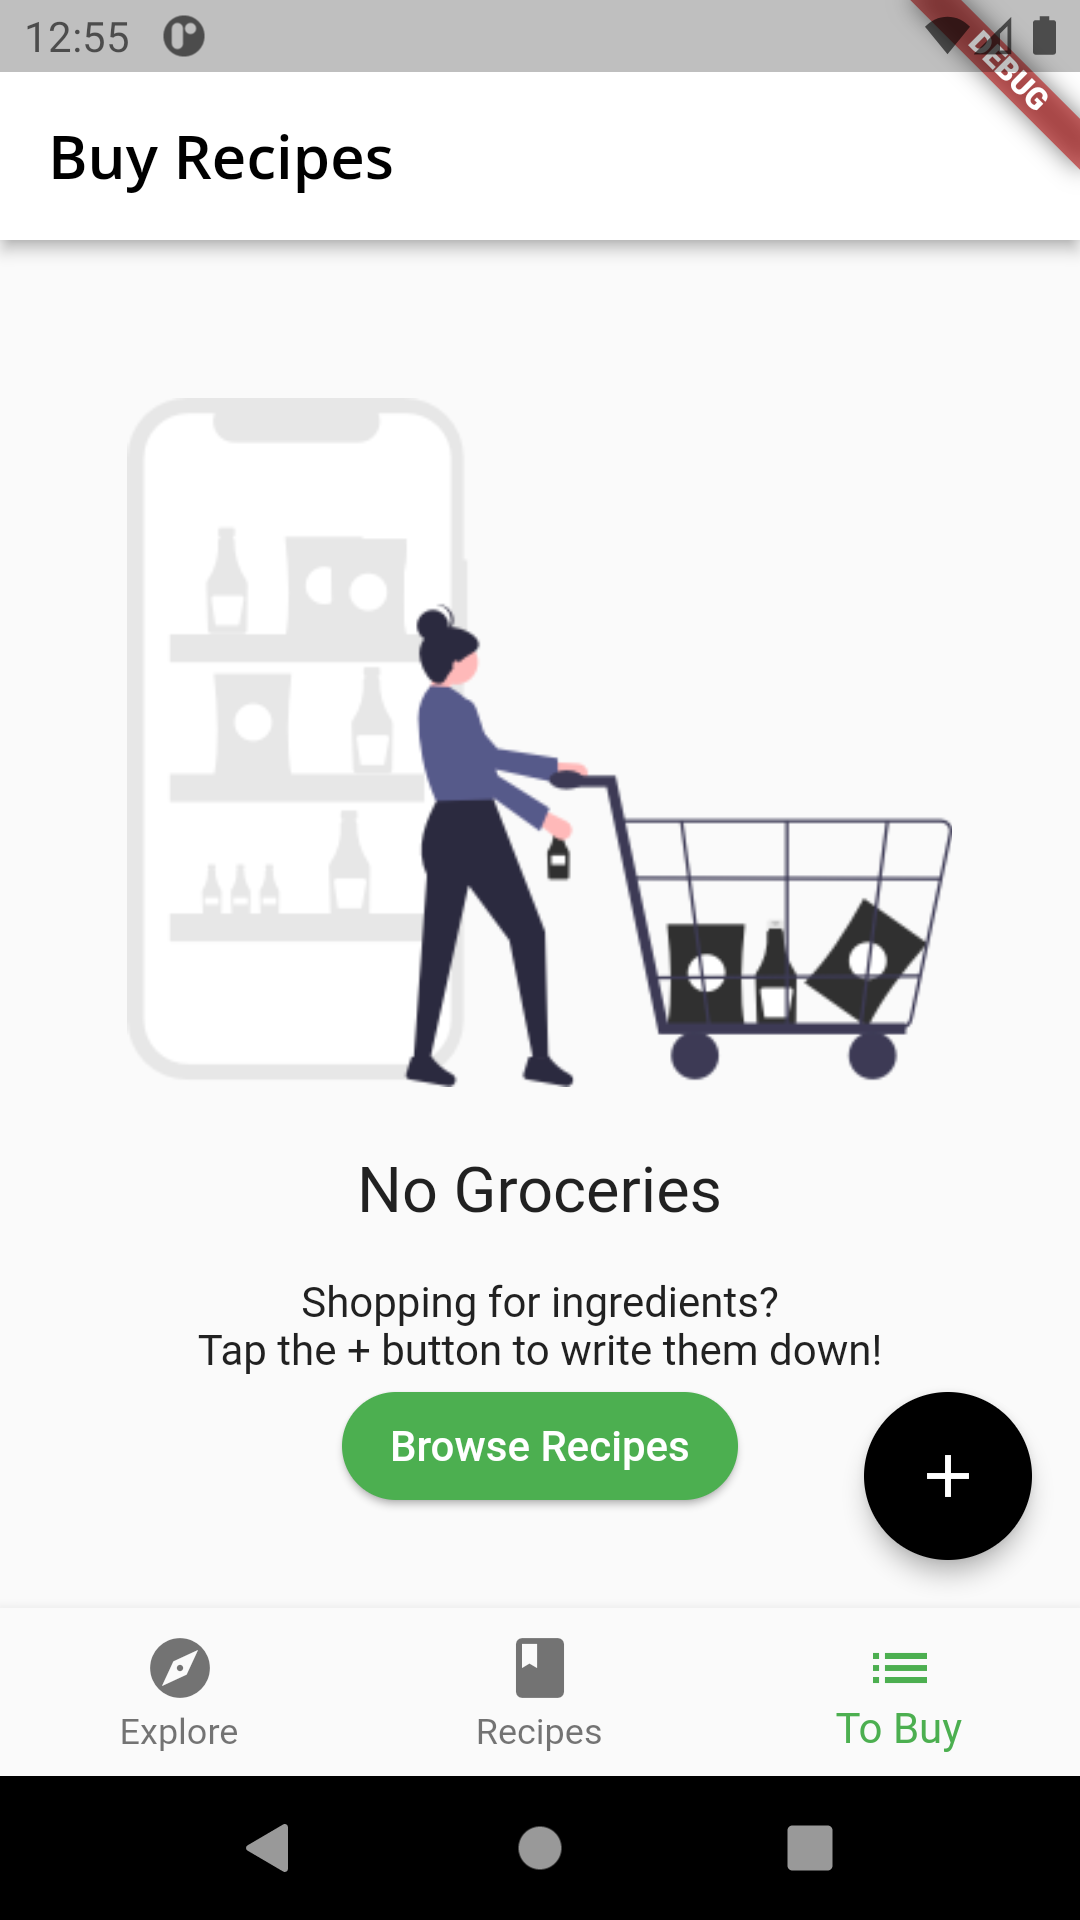 12:55
DEBUG
Buy Recipes
No Groceries
Shopping for ingredients?
Tap the + button to write them down!
Browse Recipes
Explore
Recipes
To Buy